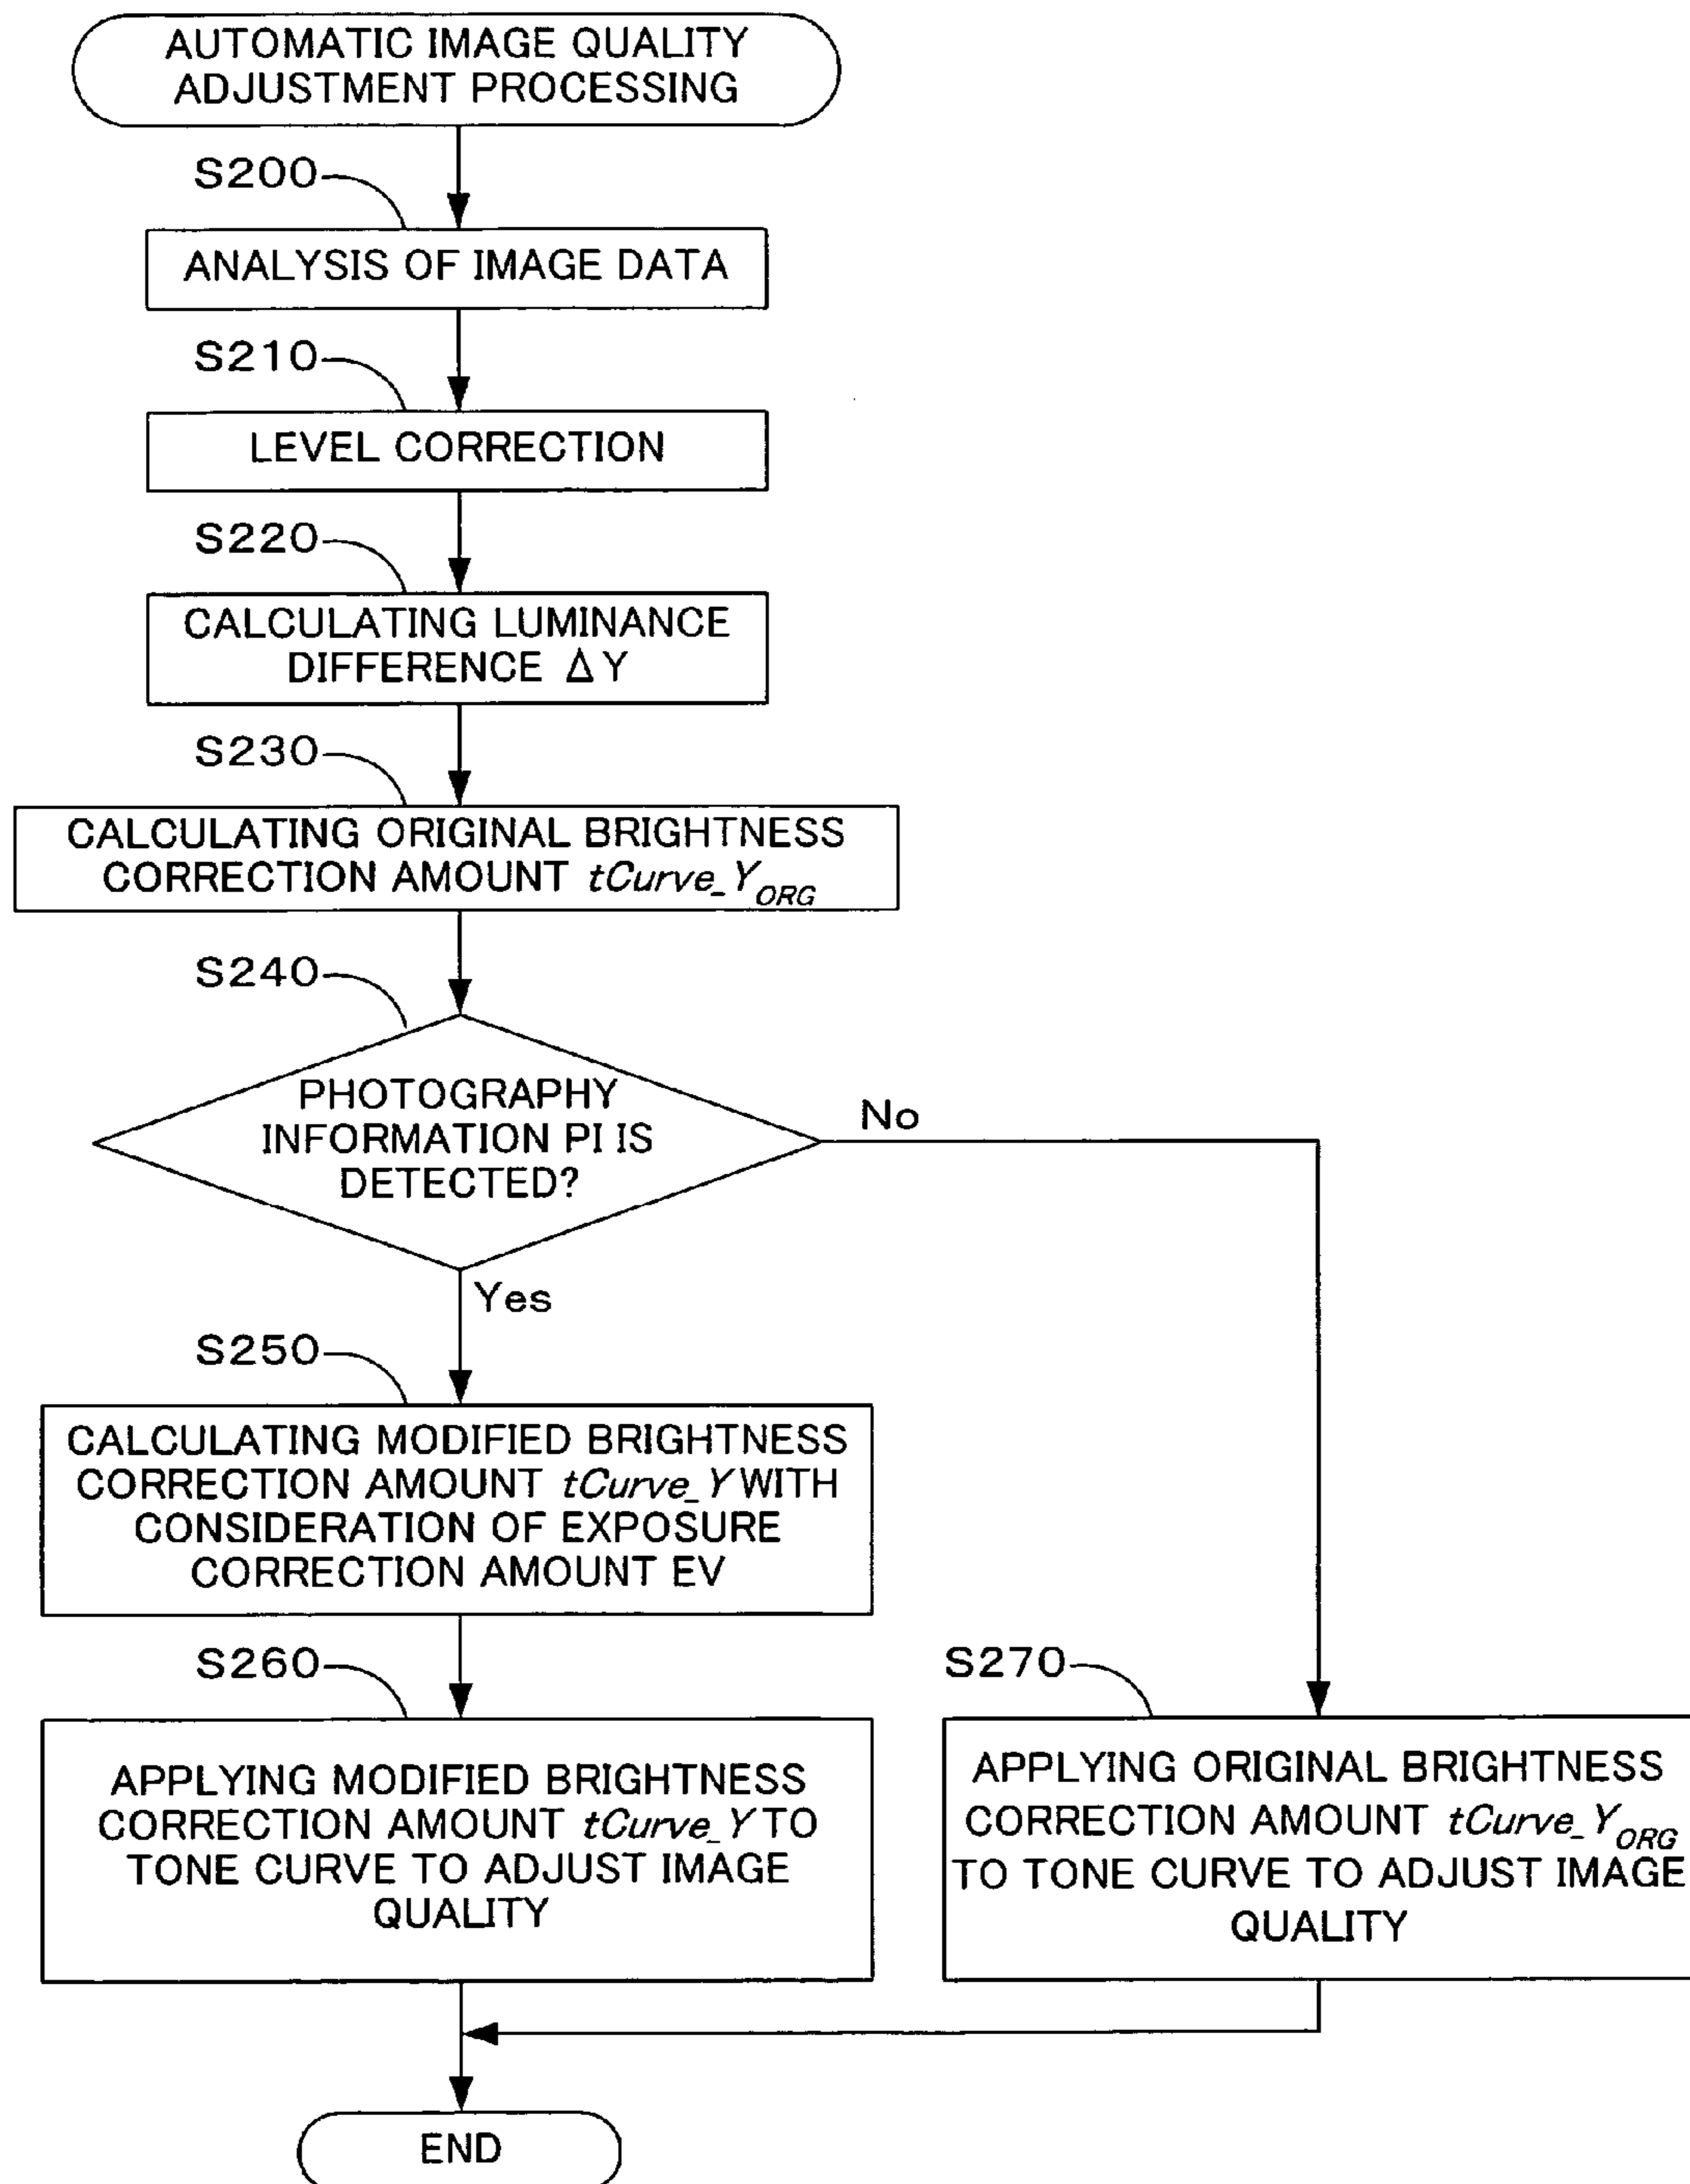 AUTOMATIC IMAGE QUALITY
ADJUSTMENT PROCESSING
S200
ANALYSIS OF IMAGE DATA
S210
LEVEL CORRECTION
S220
CALCULATING LUMINANCE
DIFFERENCE ΔY
S230
CALCULATING ORIGINAL BRIGHTNESS
CORRECTION AMOUNT tCurve_Y_ORG
S240
PHOTOGRAPHY
INFORMATION PI IS
DETECTED?
No
Yes
S250
CALCULATING MODIFIED BRIGHTNESS
CORRECTION AMOUNT tCurve_Y WITH
CONSIDERATION OF EXPOSURE
CORRECTION AMOUNT EV
S260
APPLYING MODIFIED BRIGHTNESS
CORRECTION AMOUNT tCurve_Y TO
TONE CURVE TO ADJUST IMAGE
QUALITY
S270
APPLYING ORIGINAL BRIGHTNESS
CORRECTION AMOUNT tCurve_Y_ORG
TO TONE CURVE TO ADJUST IMAGE
QUALITY
END